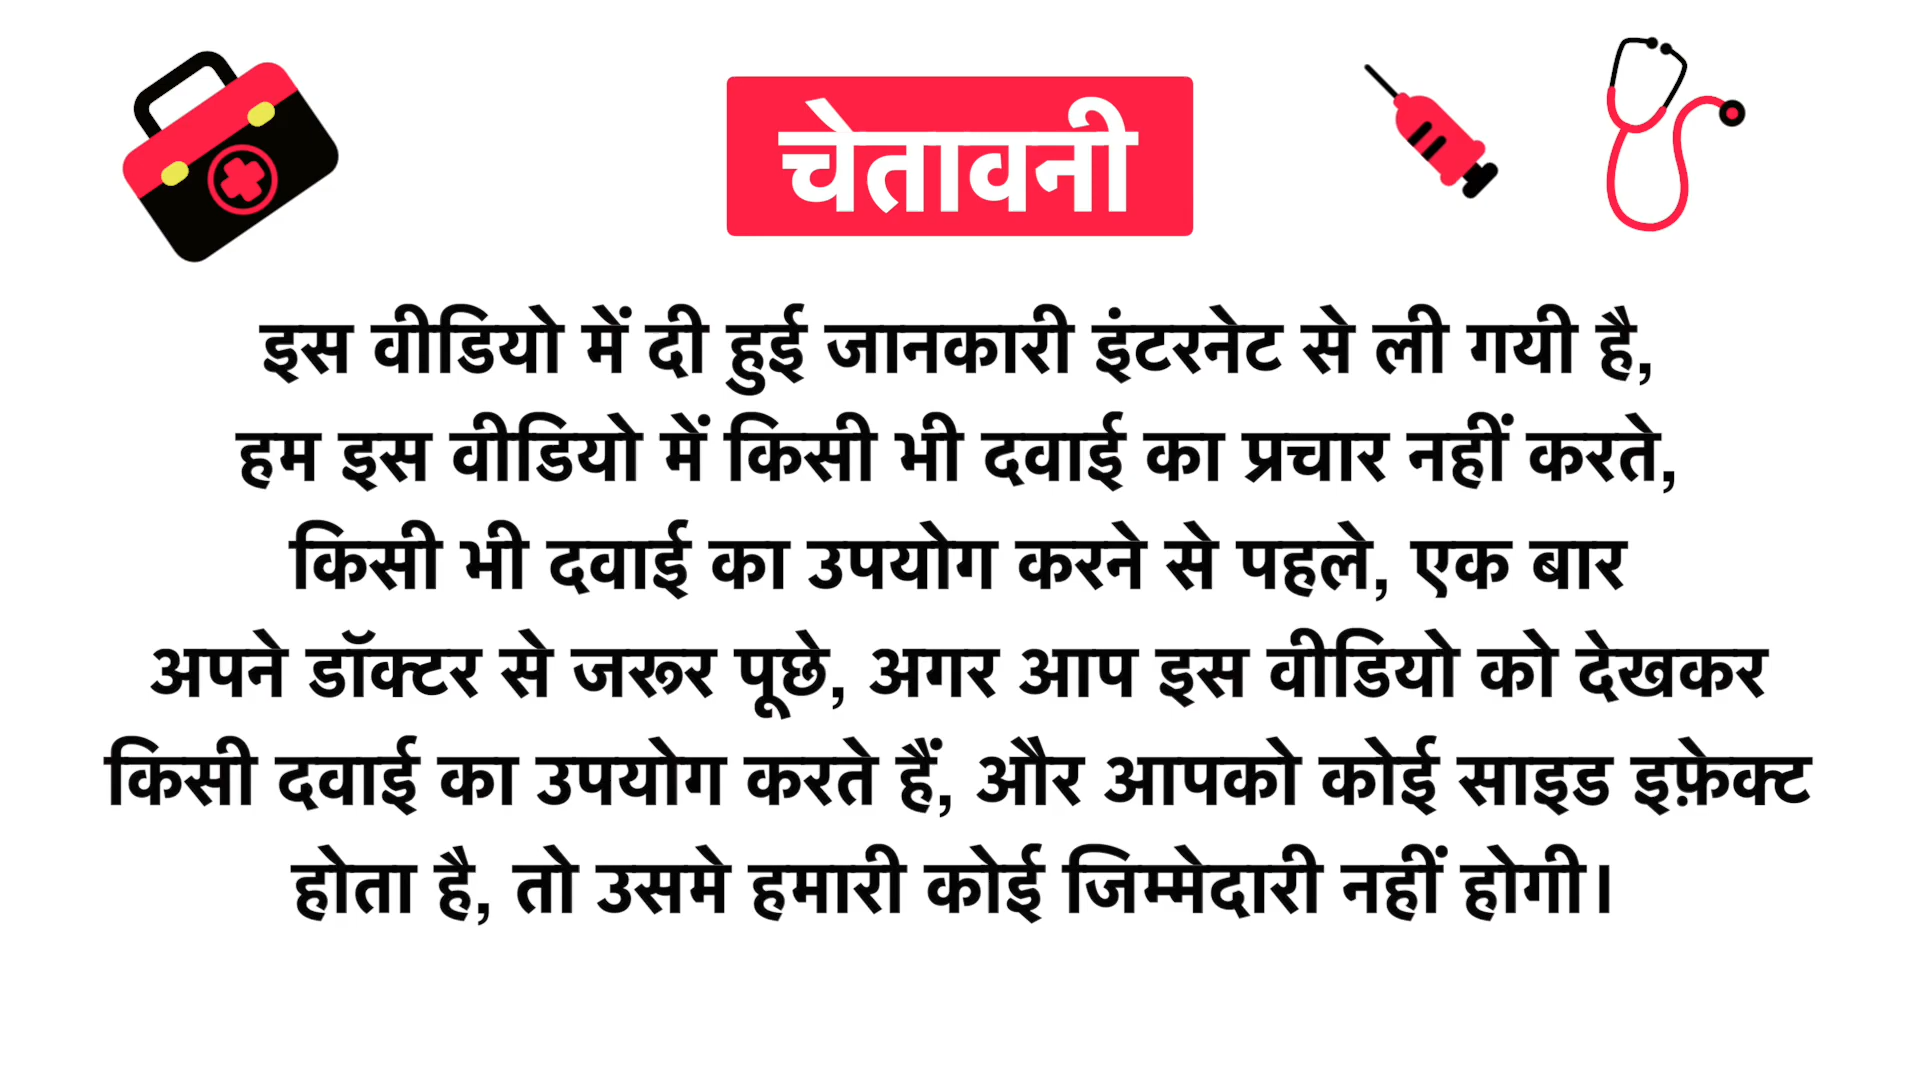 चेतावनी
इस वीडियो में दी हुई जानकारी इंटरनेट से ली गयी है,
हम इस वीडियो में किसी भी दवाई का प्रचार नहीं करते,
किसी भी दवाई का उपयोग करने से पहले, एक बार
अपने डॉक्टर से जरूर पूछे, अगर आप इस वीडियो को देखकर
किसी दवाई का उपयोग करते हैं, और आपको कोई साइड इफ़ेक्ट
होता है, तो उसमे हमारी कोई जिम्मेदारी नहीं होगी।